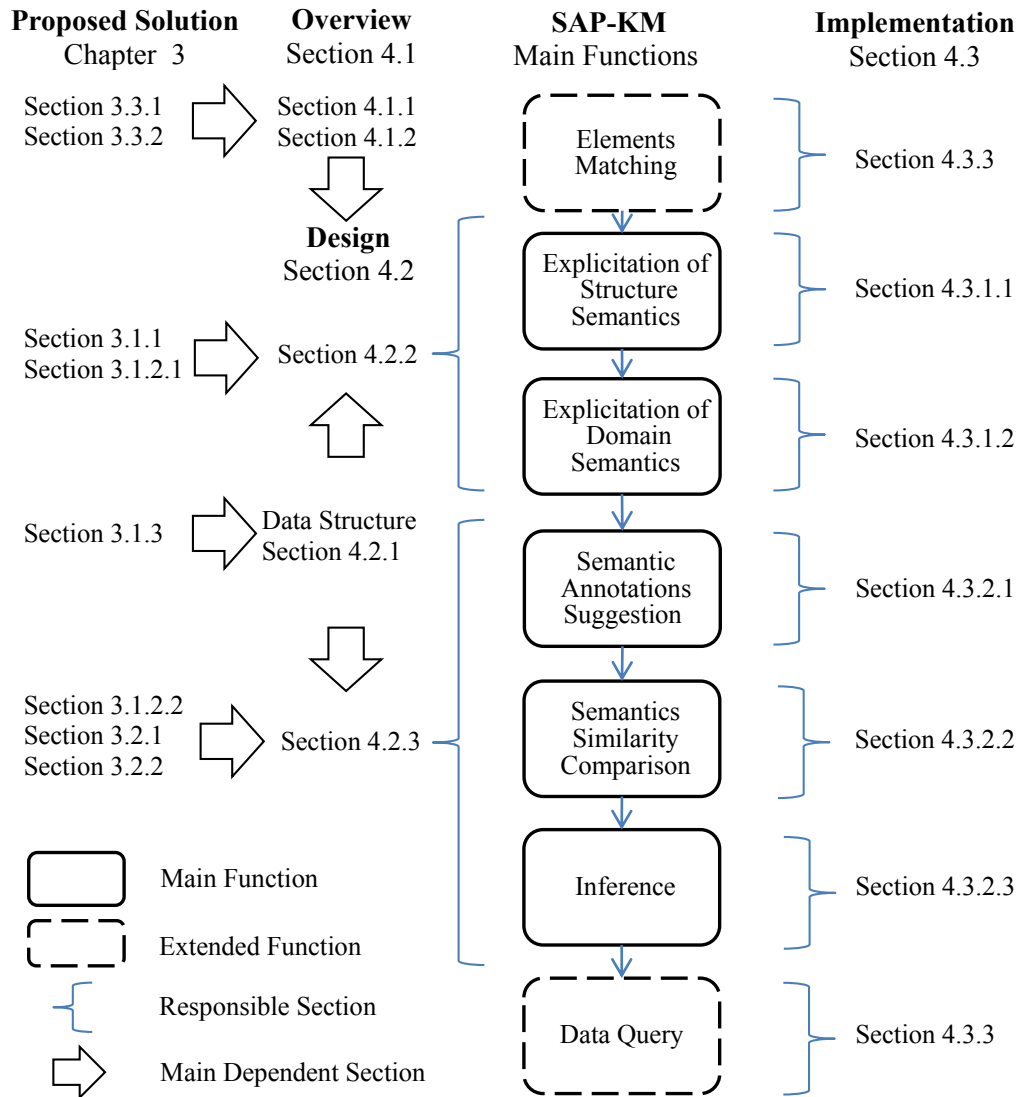 Proposed Solution
Chapter 3
Overview
Section 4.1
SAP-KM
Main Functions
Implementation
Section 4.3
Section 3.3.1
Section 3.3.2
Section 4.1.1
Section 4.1.2
Elements
Matching
Section 4.3.3
Design
Section 4.2
Explicitation of
Structure
Semantics
Section 4.3.1.1
Section 3.1.1
Section 3.1.2.1
Section 4.2.2
Explicitation of
Domain
Semantics
Section 4.3.1.2
Section 3.1.3
Data Structure
Section 4.2.1
Semantic
Annotations
Suggestion
Section 4.3.2.1
Section 3.1.2.2
Section 3.2.1
Section 3.2.2
Section 4.2.3
Semantics
Similarity
Comparison
Section 4.3.2.2
Main Function
Inference
Section 4.3.2.3
Extended Function
Responsible Section
Data Query
Section 4.3.3
Main Dependent Section